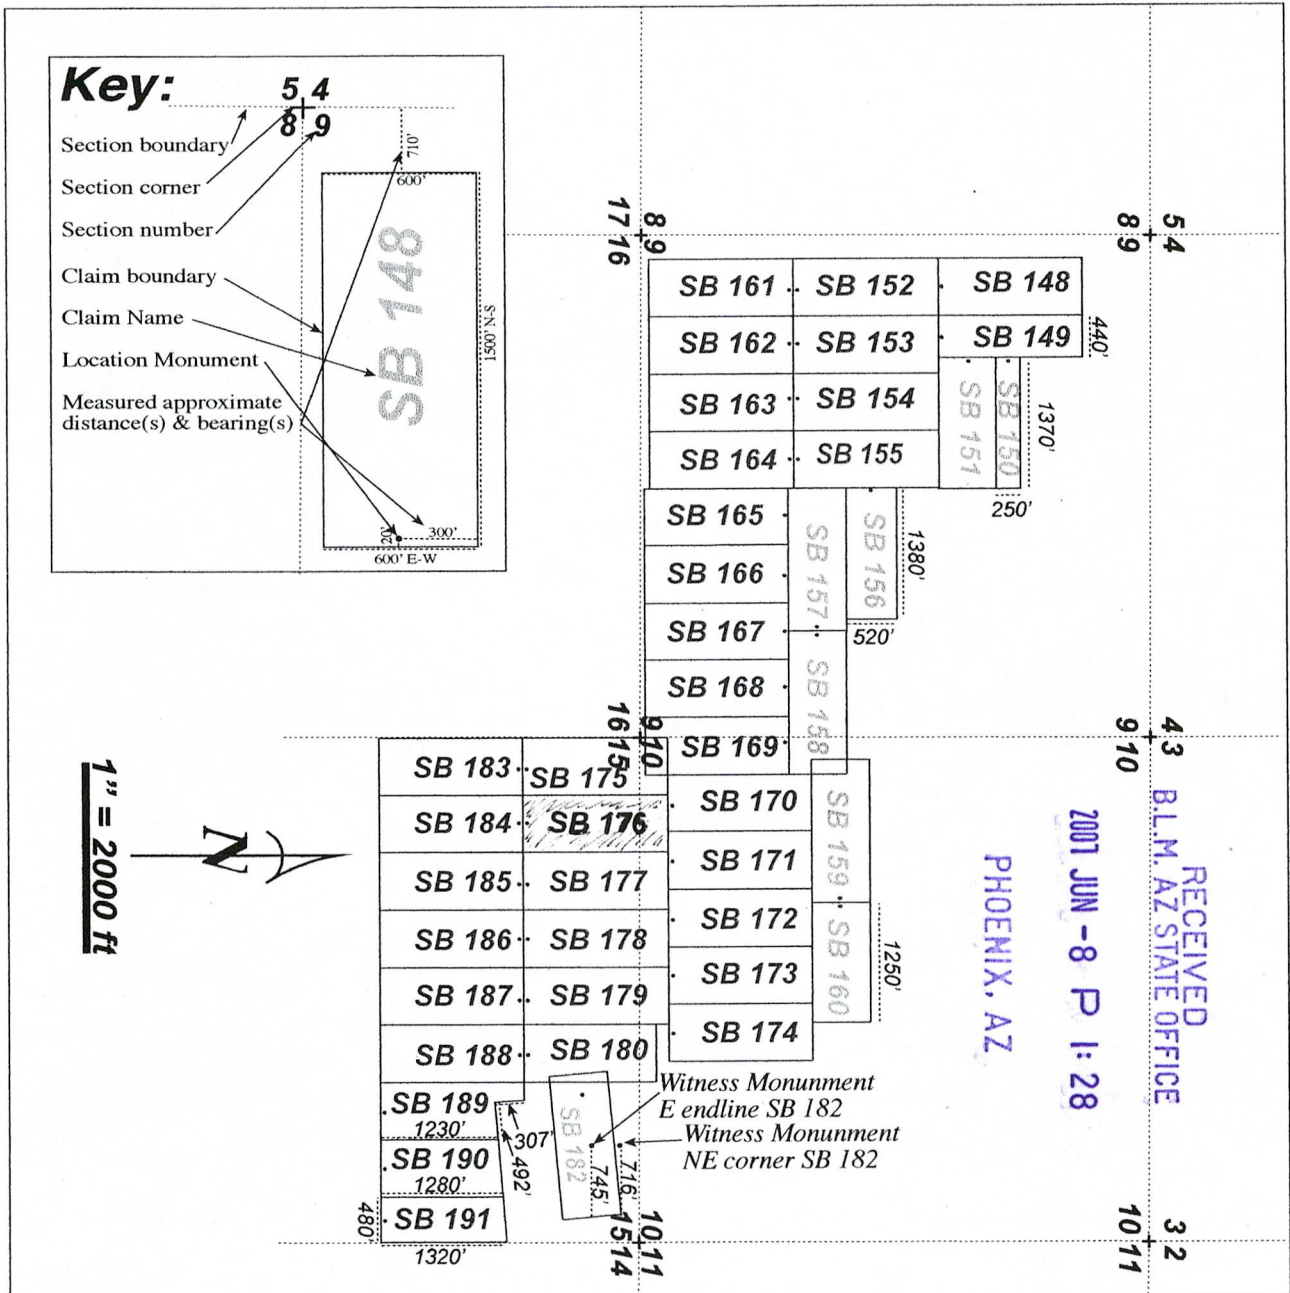 Key:
5 4
8 9
Section boundary
Section corner
Section number
Claim boundary
Claim Name
Location Monument
Measured approximate
distance(s) & bearing(s)
710'
600'
SB 148
1500' N-S
20'
300'
600' E-W
17 16
8 9
8 9
5 4
SB 161
SB 152
SB 148
SB 162
SB 153
SB 149
440'
SB 163
SB 154
SB 151
SB 150
1370'
SB 164
SB 155
250'
SB 165
SB 157
SB 156
1380'
SB 166
SB 167
520'
SB 168
SB 158
SB 169
16 15
9 10
9 10
4 3
SB 183
SB 175
SB 170
SB 159
SB 184
SB 176
SB 171
SB 185
SB 177
SB 172
SB 160
1250'
SB 186
SB 178
SB 173
SB 187
SB 179
SB 174
SB 188
SB 180
1" = 2000 ft
N
RECEIVED
B.L.M. AZ STATE OFFICE
2007 JUN -8 P 1:28
PHOENIX, AZ
Witness Monunment
E endline SB 182
Witness Monunment
NE corner SB 182
SB 189
1230'
307'
492'
SB 182
745'
716'
SB 190
1280'
SB 191
480'
1320'
15 14
10 11
10 11
3 2